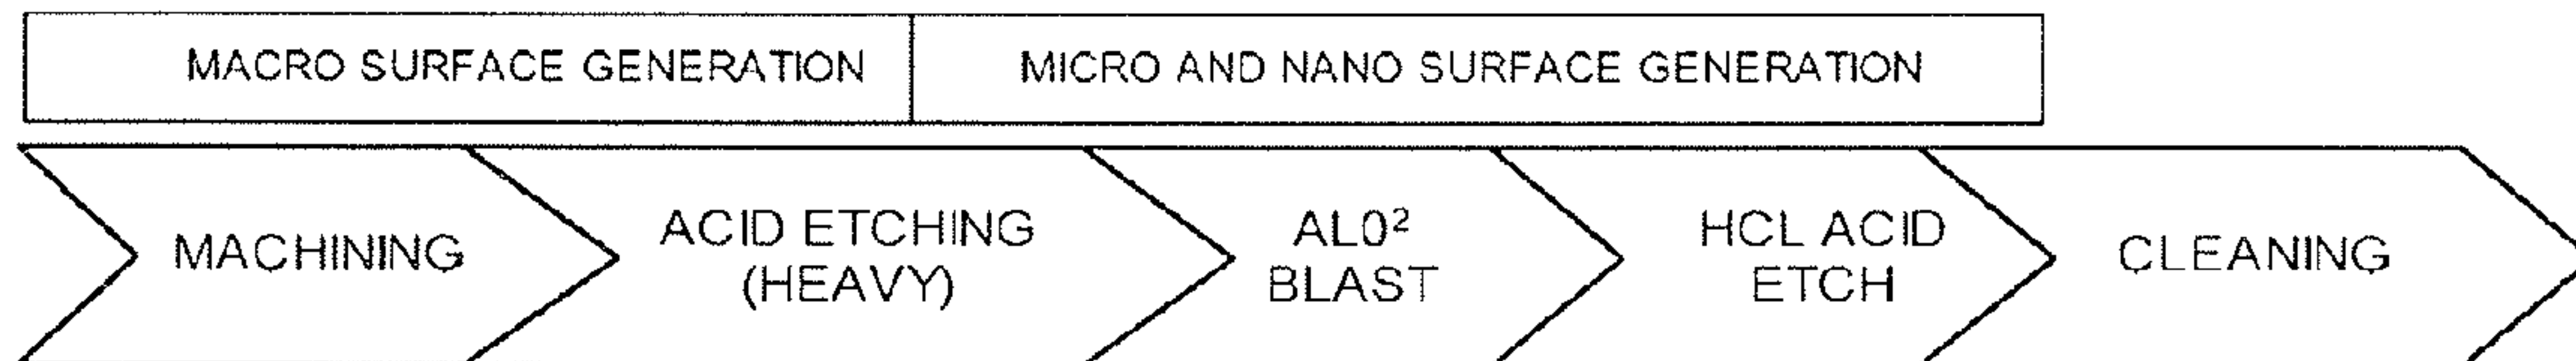 MACRO SURFACE GENERATION
MICRO AND NANO SURFACE GENERATION
MACHINING
ACID ETCHING
(HEAVY)
AL0²
BLAST
HCL ACID
ETCH
CLEANING